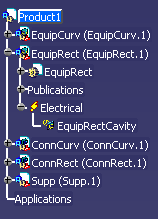 Product1
EquipCurv (EquipCurv.1)
EquipRect (EquipRect.1)
EquipRect
Publications
Electrical
EquipRectCavity
ConnCurv (ConnCurv.1)
ConnRect (ConnRect.1)
Supp (Supp.1)
Applications